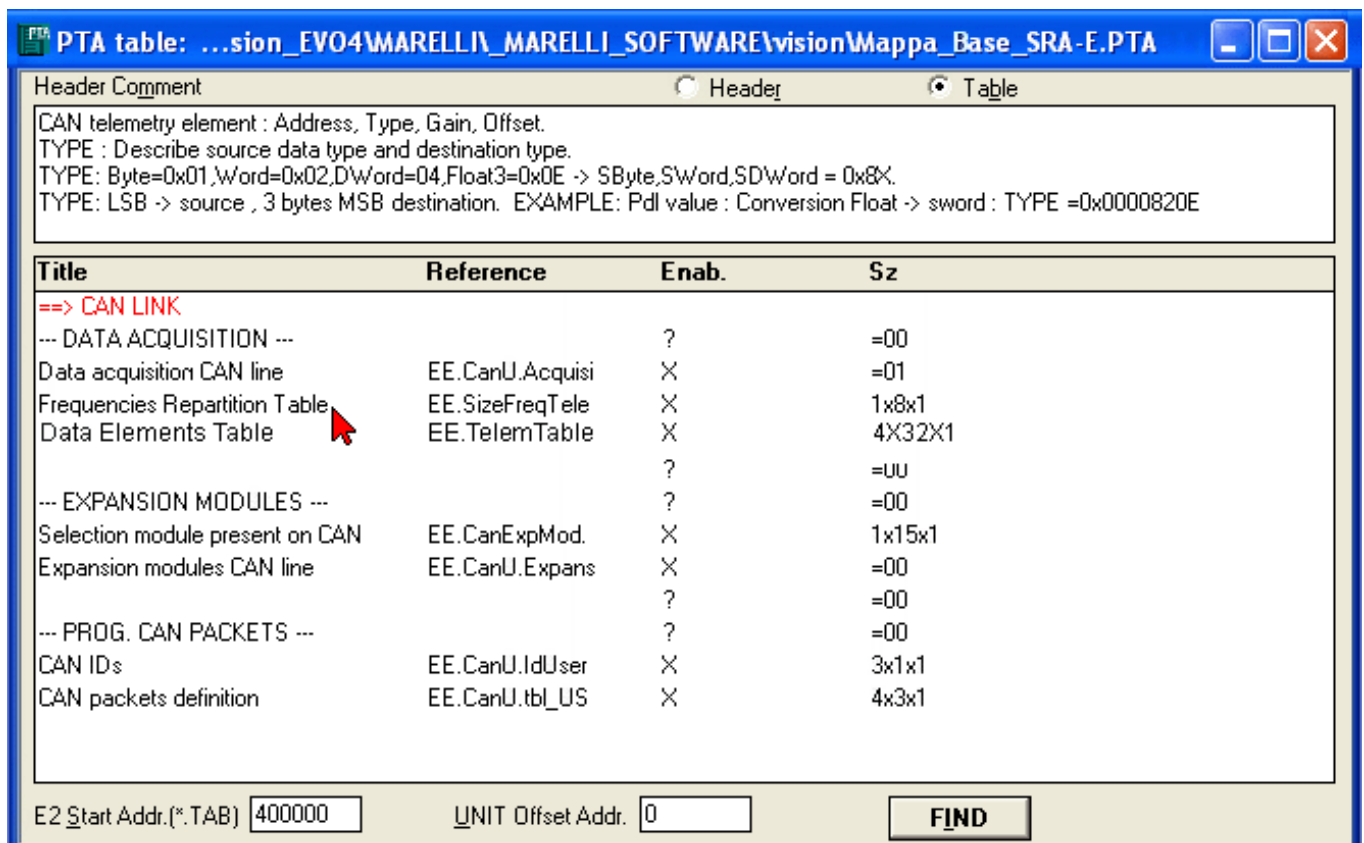 PTA table: ...sion_EVO4\MARELLI\_MARELLI_SOFTWARE\vision\Mappa_Base_SRA-E.PTA
Header Comment Header Table
CAN telemetry element : Address, Type, Gain, Offset.
TYPE : Describe source data type and destination type.
TYPE: Byte=0x01,Word=0x02,DWord=04,Float3=0x0E -> SByte,SWord,SDWord = 0x8X.
TYPE: LSB -> source , 3 bytes MSB destination. EXAMPLE: Pdl value : Conversion Float -> sword : TYPE =0x0000820E
Title Reference Enab. Sz
==> CAN LINK
--- DATA ACQUISITION --- ? =00
Data acquisition CAN line EE.CanU.Acquisi X =01
Frequencies Repartition Table EE.SizeFreqTele X 1x8x1
Data Elements Table EE.TelemTable X 4X32X1
? =00
--- EXPANSION MODULES --- ? =00
Selection module present on CAN EE.CanExpMod. X 1x15x1
Expansion modules CAN line EE.CanU.Expans X =00
? =00
--- PROG. CAN PACKETS --- ? =00
CAN IDs EE.CanU.IdUser X 3x1x1
CAN packets definition EE.CanU.tbl_US X 4x3x1
E2 Start Addr.(*.TAB) 400000 UNIT Offset Addr. 0 FIND